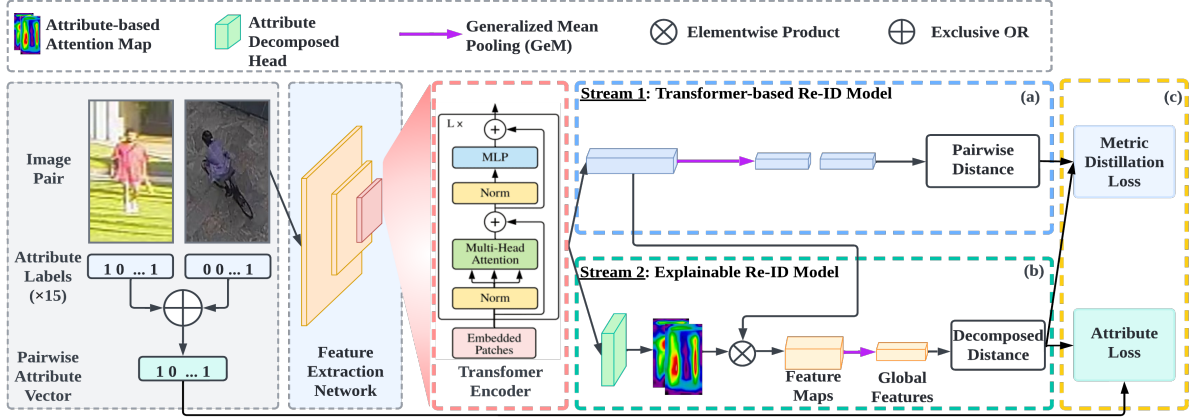 Attribute-based
Attention Map
Attribute
Decomposed
Head
Generalized Mean
Pooling (GeM)
Elementwise Product
Exclusive OR
Image
Pair
Attribute
Labels
(×15)
1 0 ... 1
0 0 ... 1
Pairwise
Attribute
Vector
1 0 ... 1
Feature
Extraction
Network
L ×
MLP
Norm
Multi-Head
Attention
Norm
Embedded
Patches
Transfomer
Encoder
Stream 1: Transformer-based Re-ID Model
(a)
Pairwise
Distance
Stream 2: Explainable Re-ID Model
(b)
Feature
Maps
Global
Features
Decomposed
Distance
(c)
Metric
Distillation
Loss
Attribute
Loss